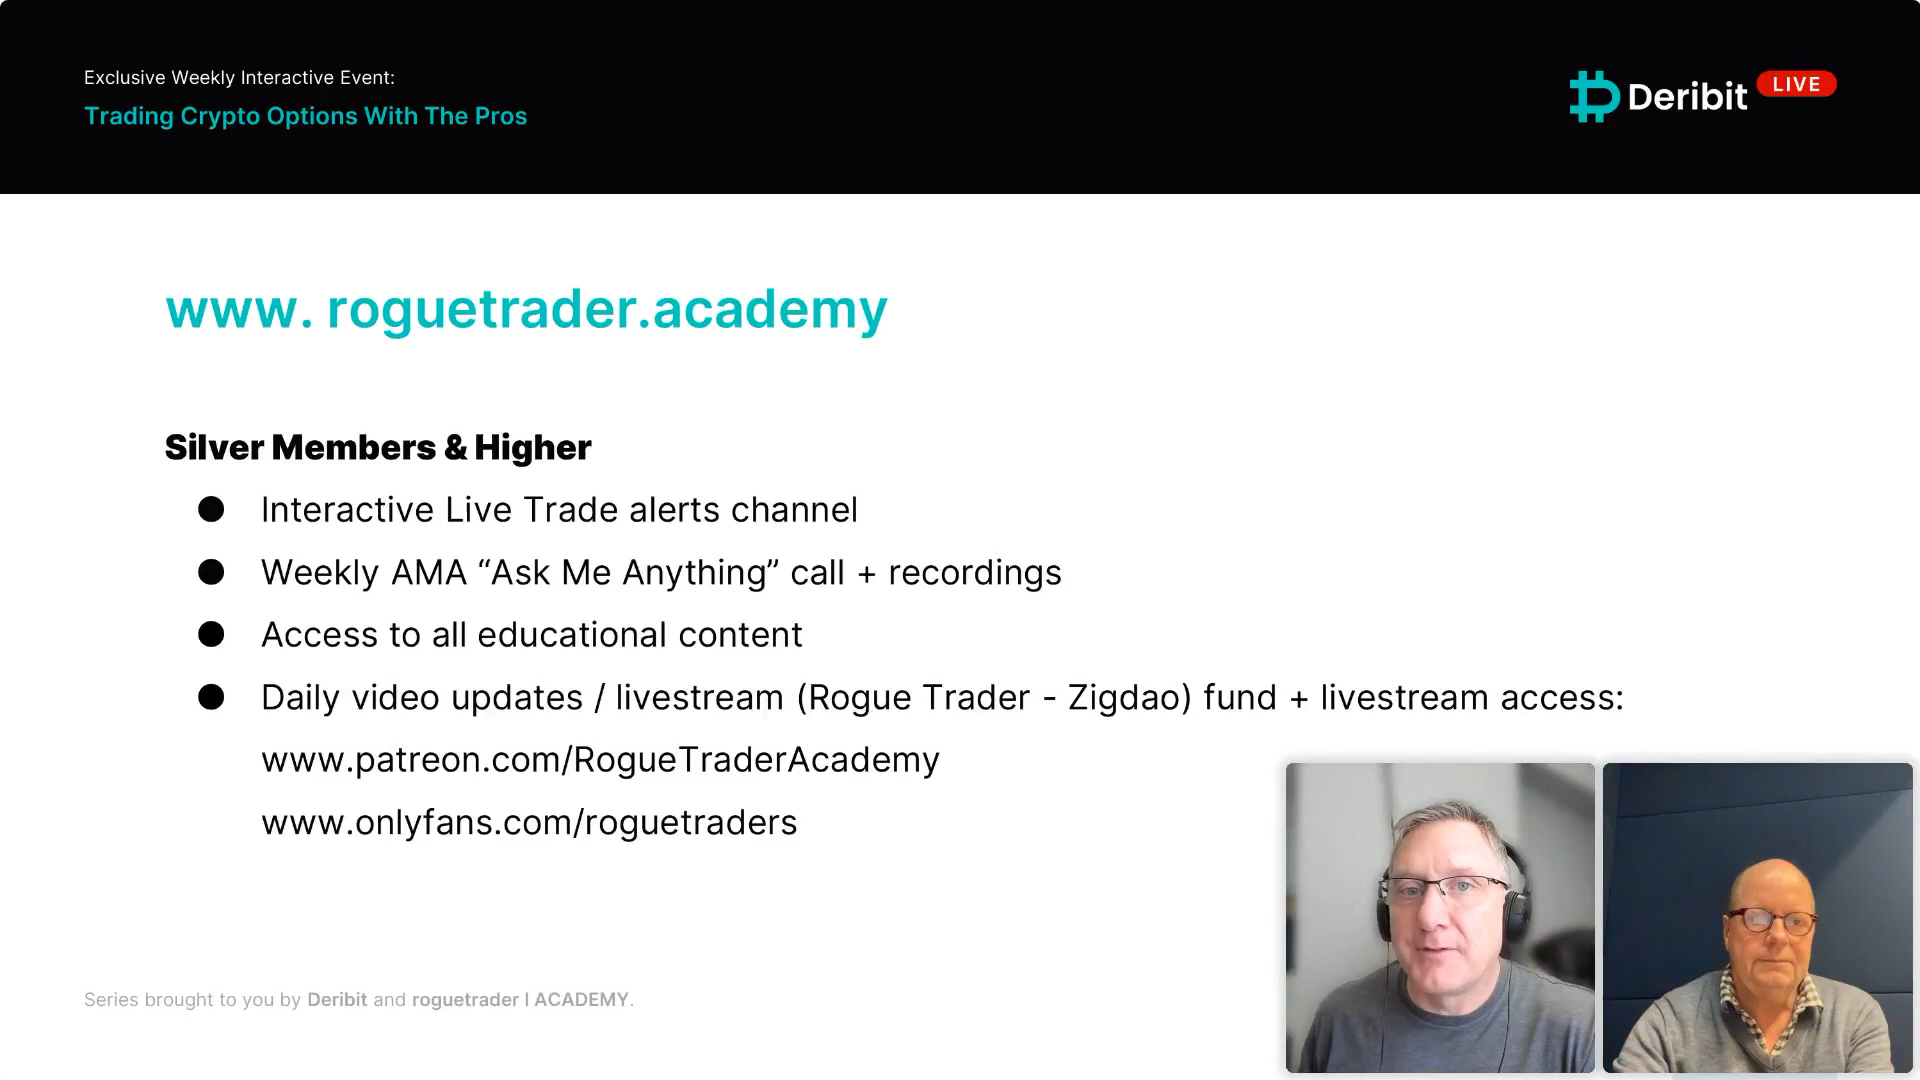 Exclusive Weekly Interactive Event:
Trading Crypto Options With The Pros
Deribit LIVE
www. roguetrader.academy
Silver Members & Higher
● Interactive Live Trade alerts channel
● Weekly AMA “Ask Me Anything” call + recordings
● Access to all educational content
● Daily video updates / livestream (Rogue Trader - Zigdao) fund + livestream access:
www.patreon.com/RogueTraderAcademy
www.onlyfans.com/roguetraders
Series brought to you by Deribit and roguetrader I ACADEMY.